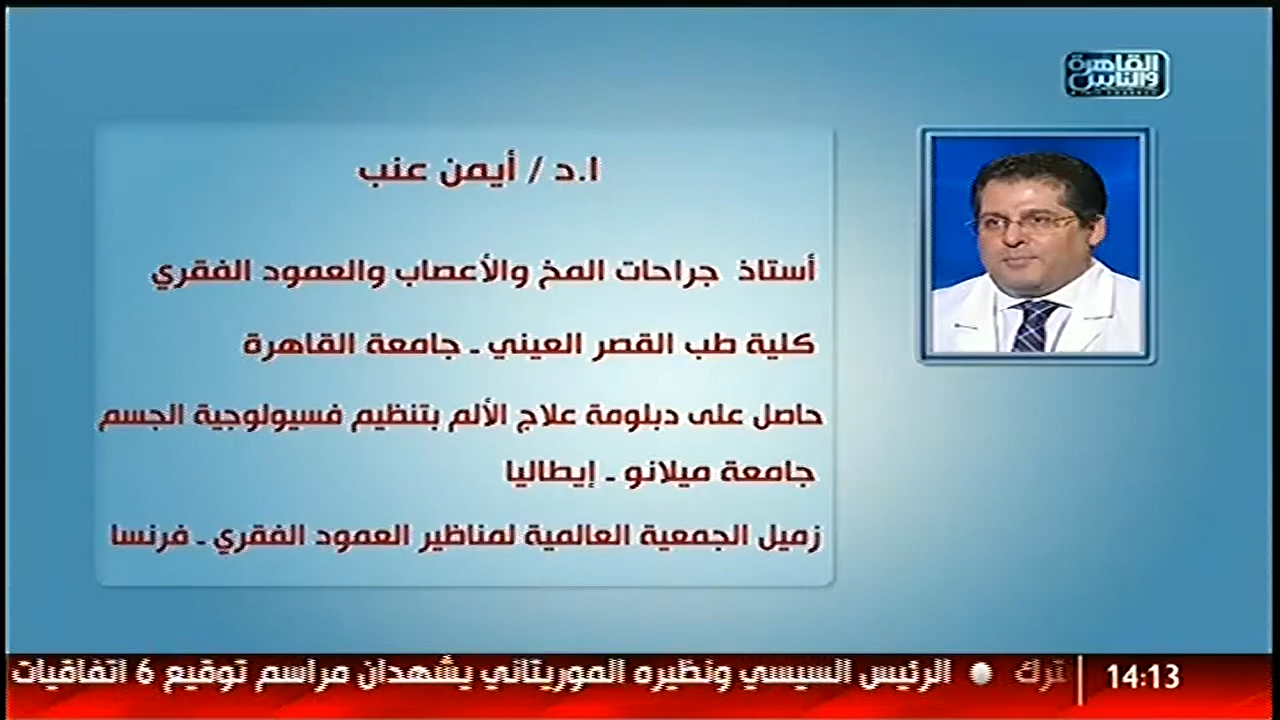 القاهرة
والناس
ا.د / أيمن عنب
أستاذ جراحات المخ والأعصاب والعمود الفقري
كلية طب القصر العيني - جامعة القاهرة
حاصل على دبلومة علاج الألم بتنظيم فسيولوجية الجسم
جامعة ميلانو - إيطاليا
زميل الجمعية العالمية لمناظير العمود الفقري - فرنسا
14:13 الرئيس السيسي ونظيره الموريتاني يشهدان مراسم توقيع 6 اتفاقيات